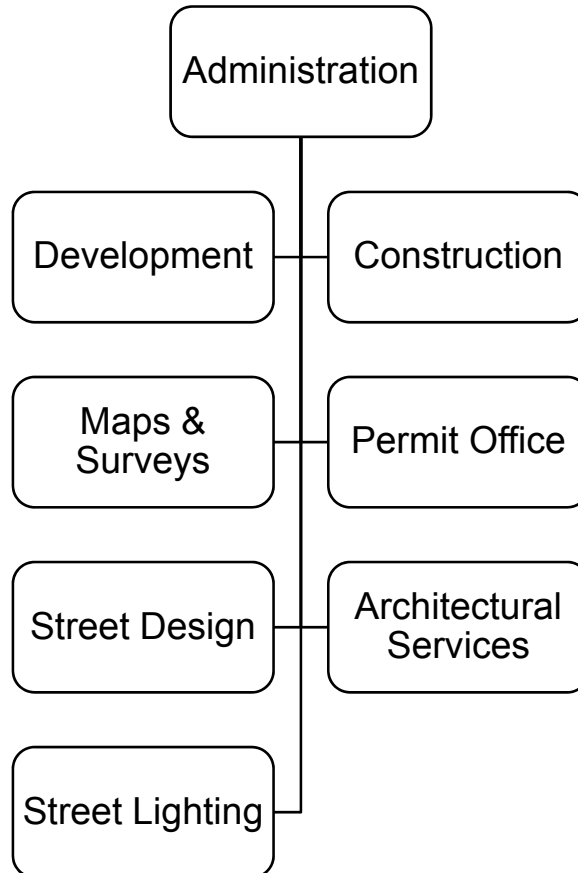 Administration
Development
Construction
Maps &
Surveys
Permit Office
Street Design
Architectural
Services
Street Lighting